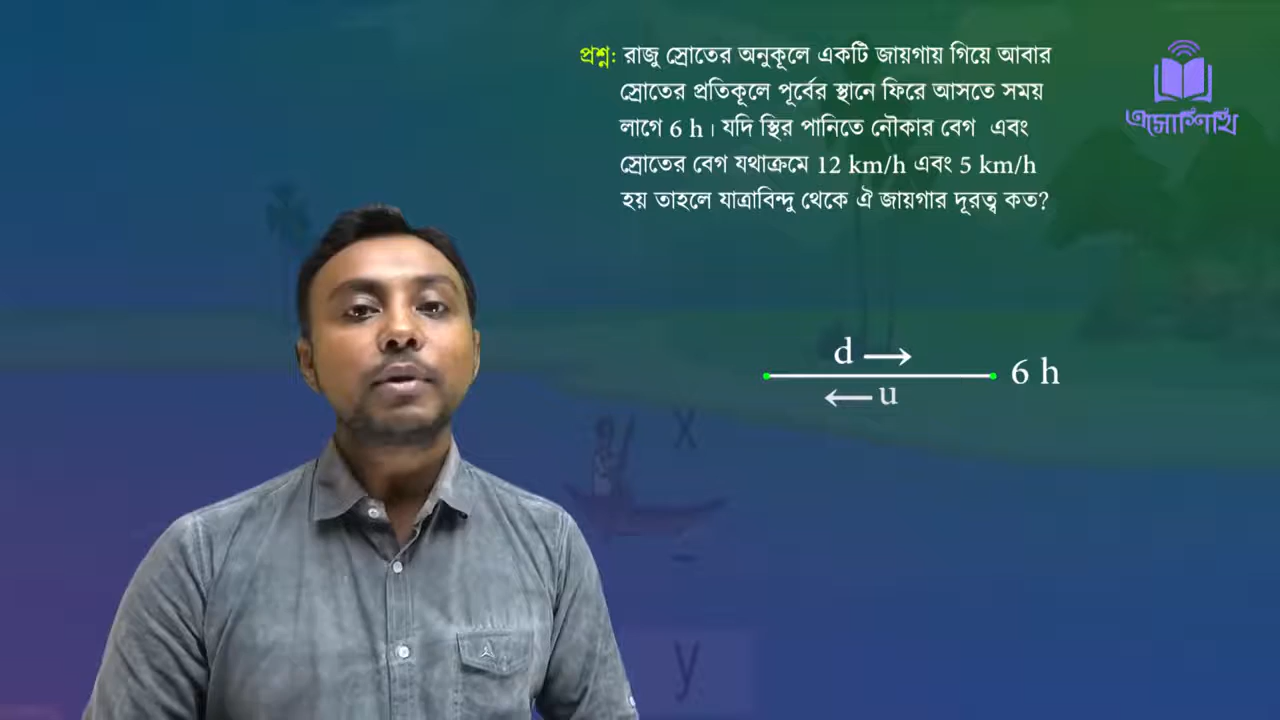 প্রশ্ন: রাজু স্রোতের অনুকূলে একটি জায়গায় গিয়ে আবার
স্রোতের প্রতিকূলে পূর্বের স্থানে ফিরে আসতে সময়
লাগে 6 h। যদি স্থির পানিতে নৌকার বেগ এবং
স্রোতের বেগ যথাক্রমে 12 km/h এবং 5 km/h
হয় তাহলে যাত্রাবিন্দু থেকে ঐ জায়গার দূরত্ব কত?
এসোশিখি
d
6 h
u
x
y